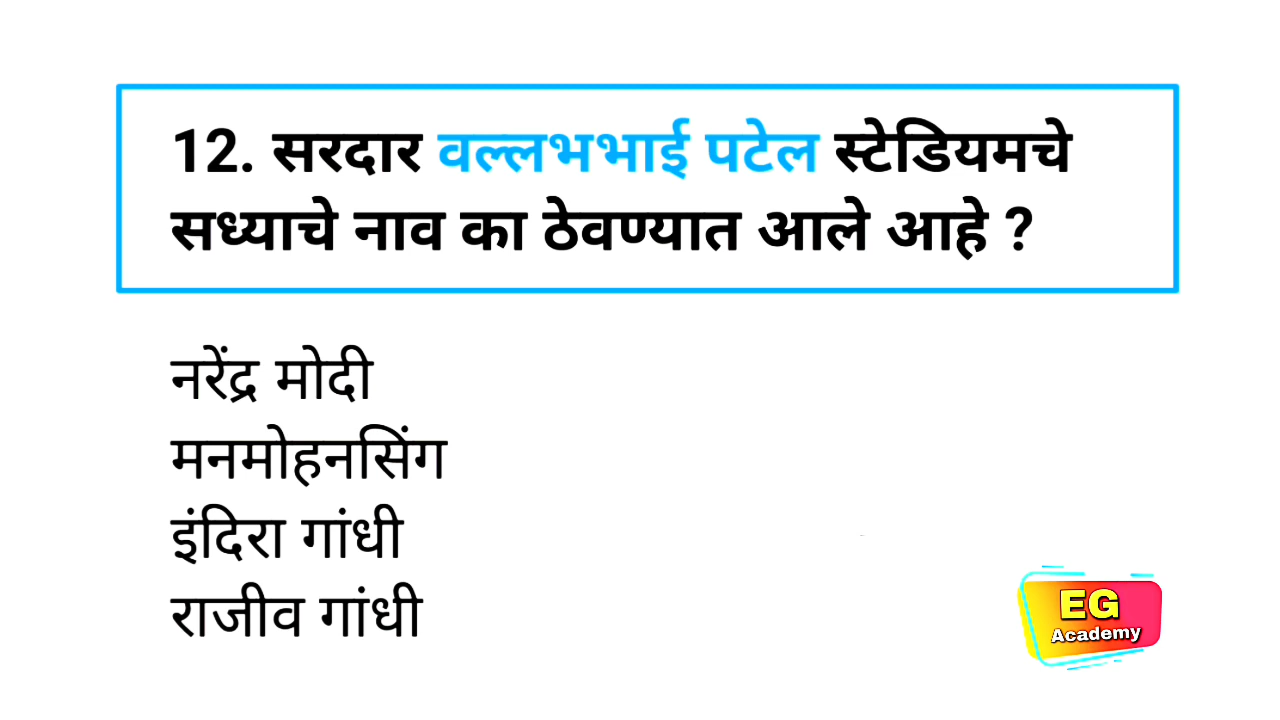 12. सरदार वल्लभभाई पटेल स्टेडियमचे
सध्याचे नाव का ठेवण्यात आले आहे ?
नरेंद्र मोदी
मनमोहनसिंग
इंदिरा गांधी
राजीव गांधी
EG
Academy